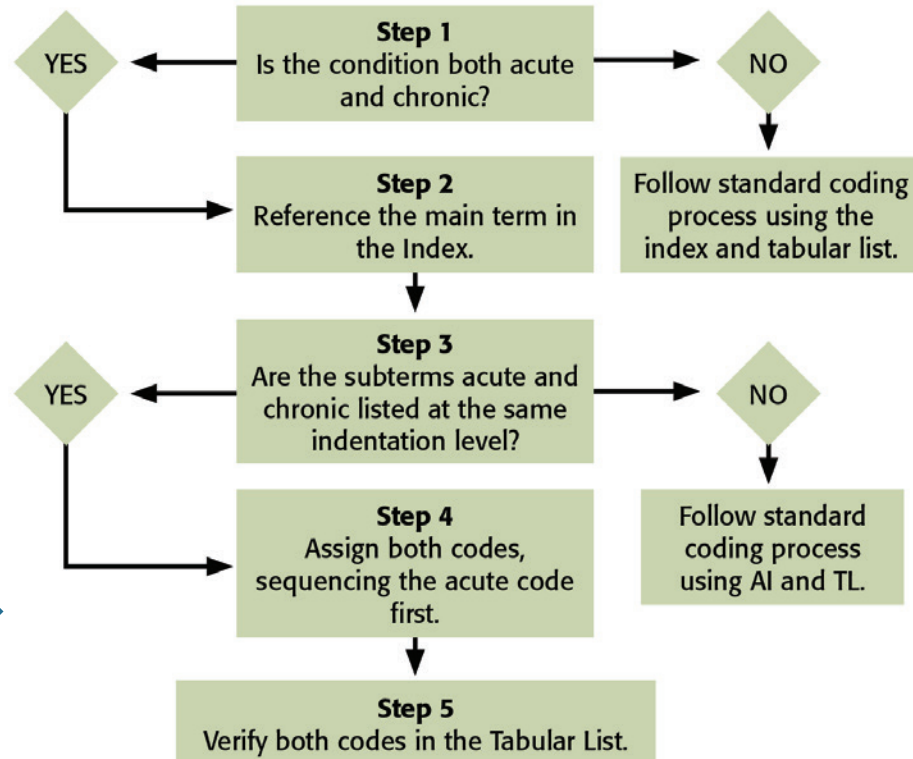 Step 1
Is the condition both acute
and chronic?
YES
NO
Step 2
Reference the main term in
the Index.
Follow standard coding
process using the
index and tabular list.
Step 3
Are the subterms acute and
chronic listed at the same
indentation level?
YES
NO
Step 4
Assign both codes,
sequencing the acute code
first.
Follow standard
coding process
using AI and TL.
Step 5
Verify both codes in the Tabular List.